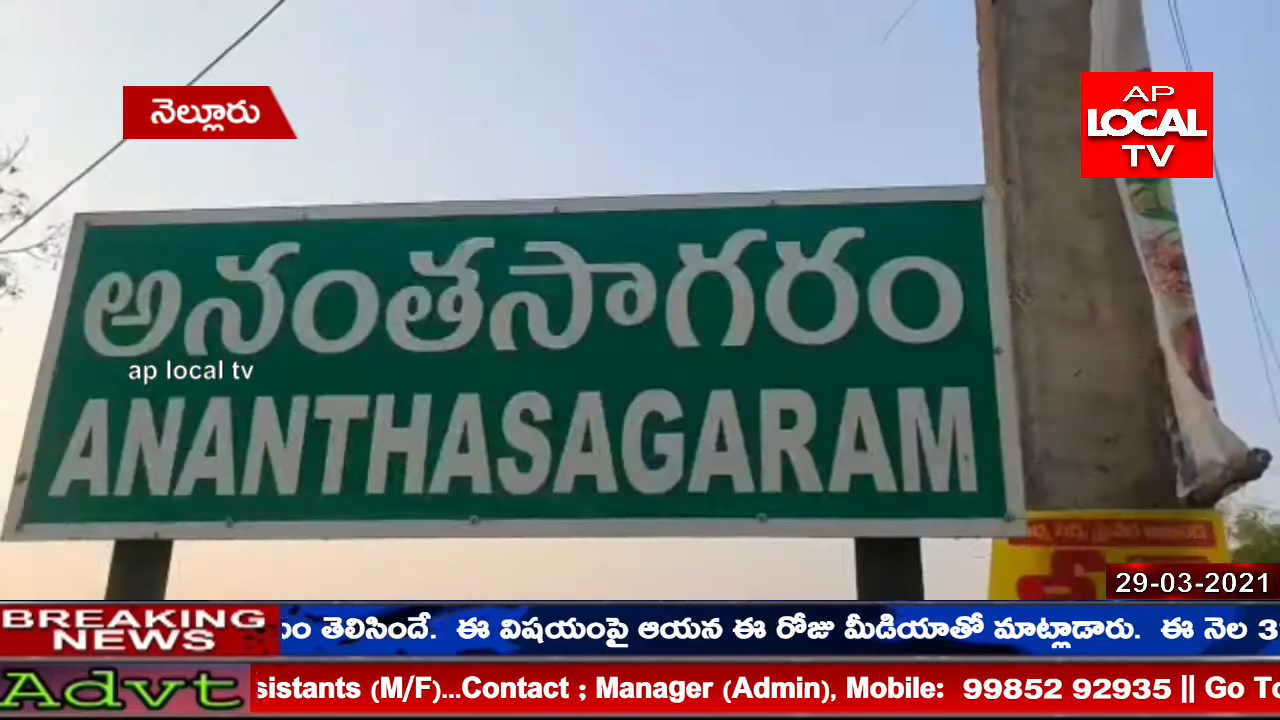 నెల్లూరు
AP
LOCAL
TV
అనంతసాగరం
ap local tv
ANANTHASAGARAM
29-03-2021
BREAKING
NEWS
తెలిసిందే. ఈ విషయంపై ఆయన ఈ రోజు మీడియాతో మాట్లాడారు. ఈ నెల
Advt
sistants (M/F)...Contact ; Manager (Admin), Mobile: 99852 92935 || Go To